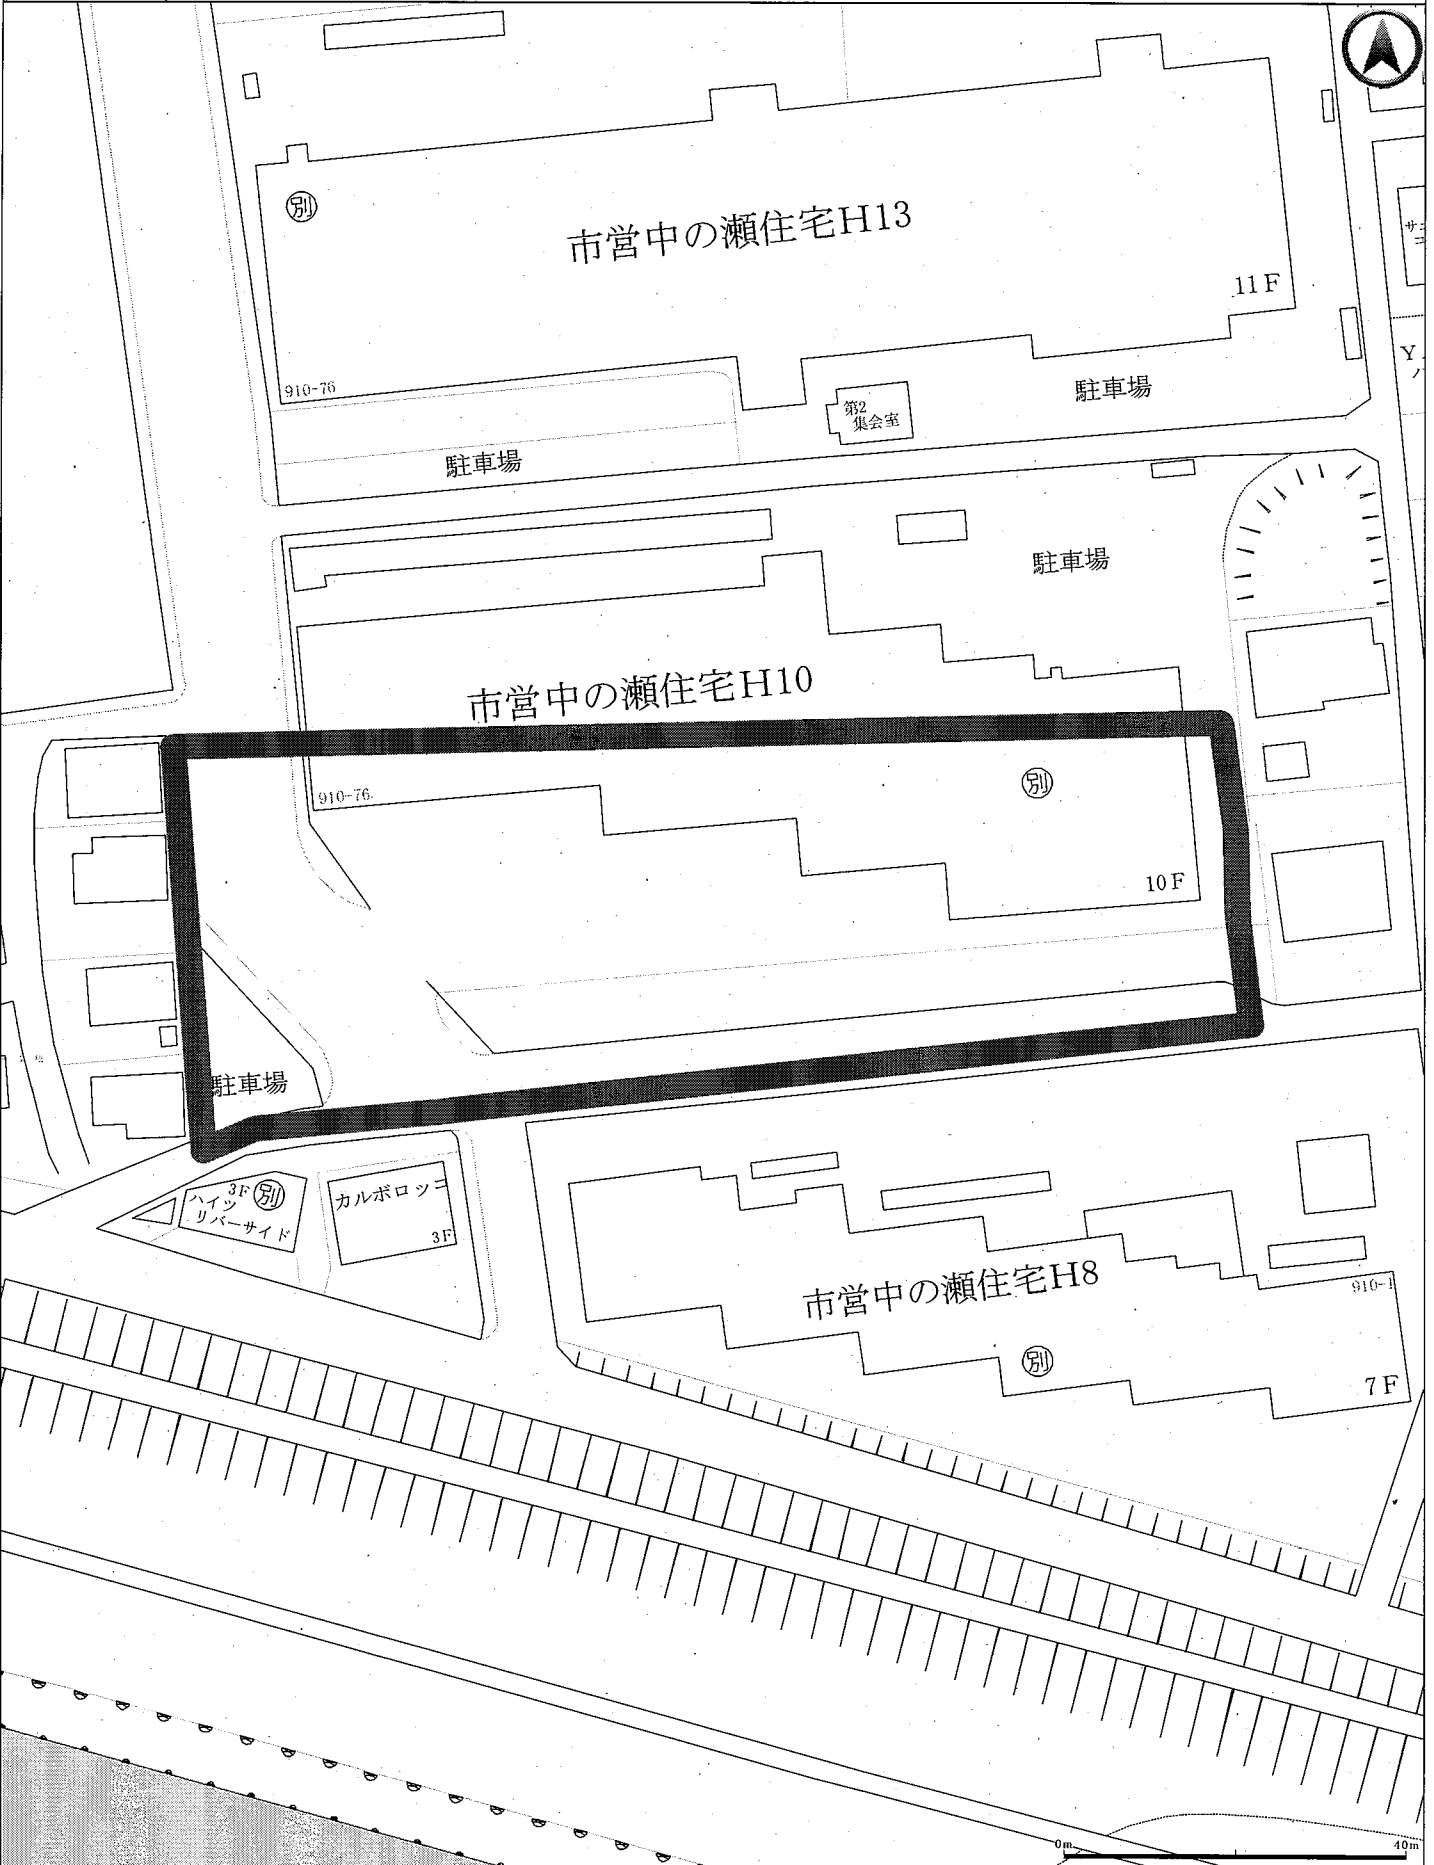 別
市営中の瀬住宅H13
11F
910-76
第2
集会室
駐車場
駐車場
駐車場
市営中の瀬住宅H10
910-76
別
10F
駐車場
3F
別
ハイツ
リバーサイド
カルボロッコ
3F
市営中の瀬住宅H8
910-1
別
7F
0m
40m